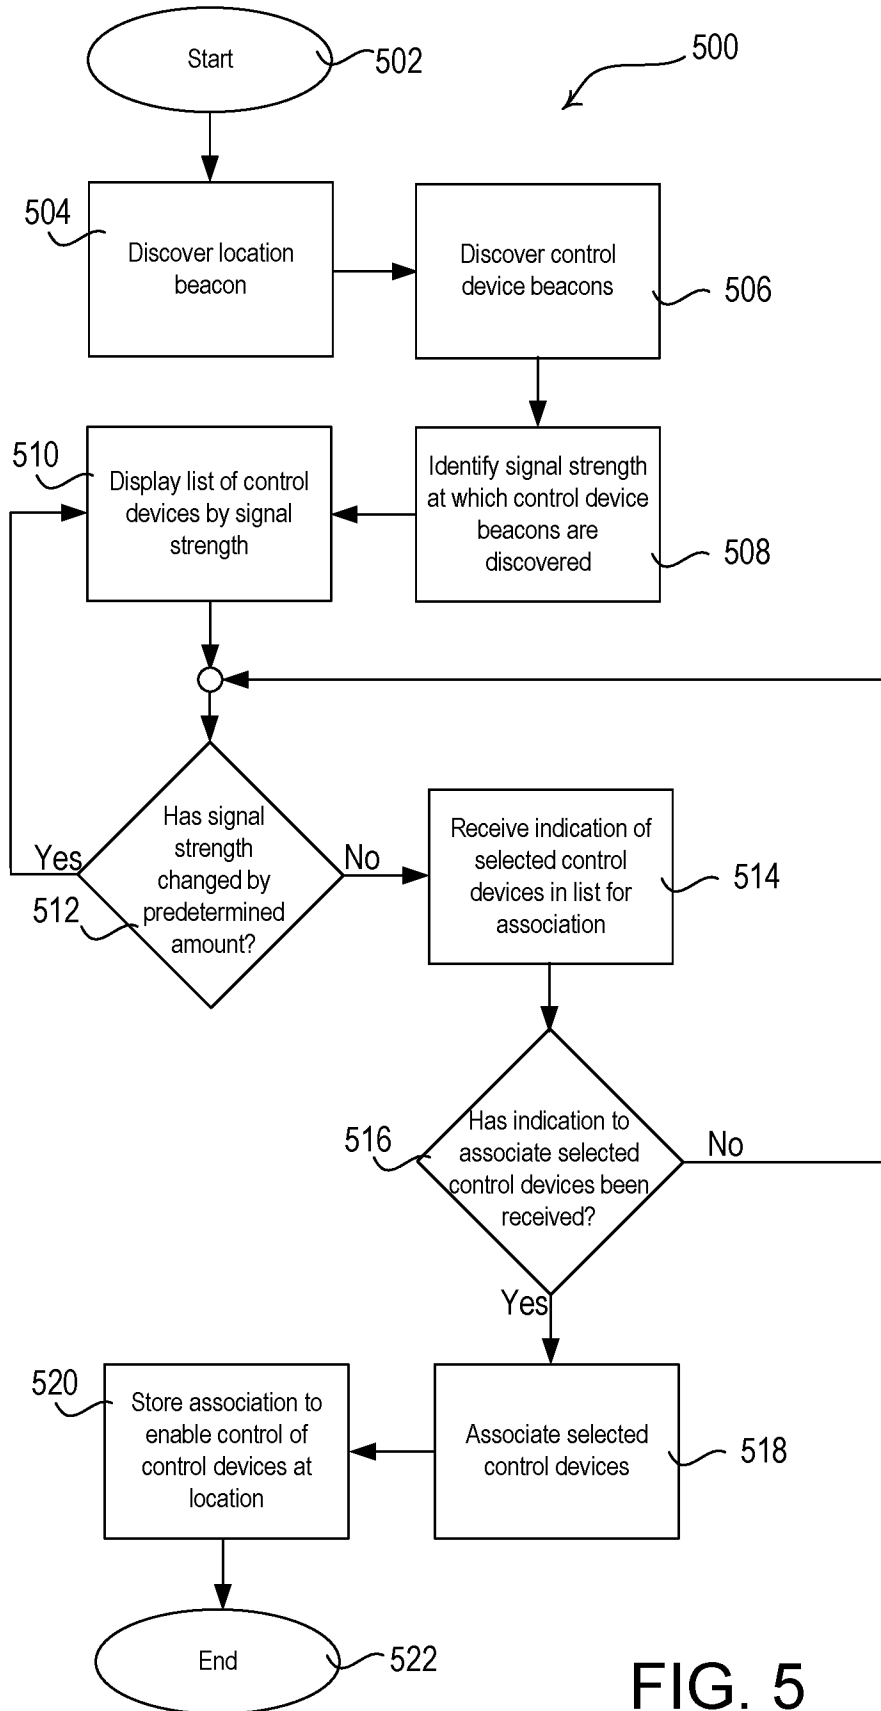 Start
502
500
504
Discover location
beacon
Discover control
device beacons
506
510
Display list of control
devices by signal
strength
Identify signal strength
at which control device
beacons are
discovered
508
Has signal
strength
changed by
predetermined
amount?
Yes
No
512
Receive indication of
selected control
devices in list for
association
514
516
Has indication to
associate selected
control devices been
received?
No
Yes
520
Store association to
enable control of
control devices at
location
Associate selected
control devices
518
End
522
FIG. 5